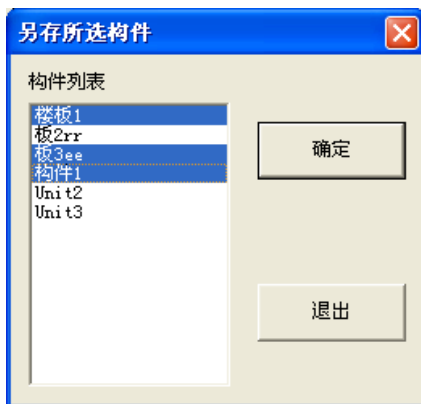 另存所选构件
构件列表
楼板1
板2rr
板3ee
构件1
Unit2
Unit3
确定
退出